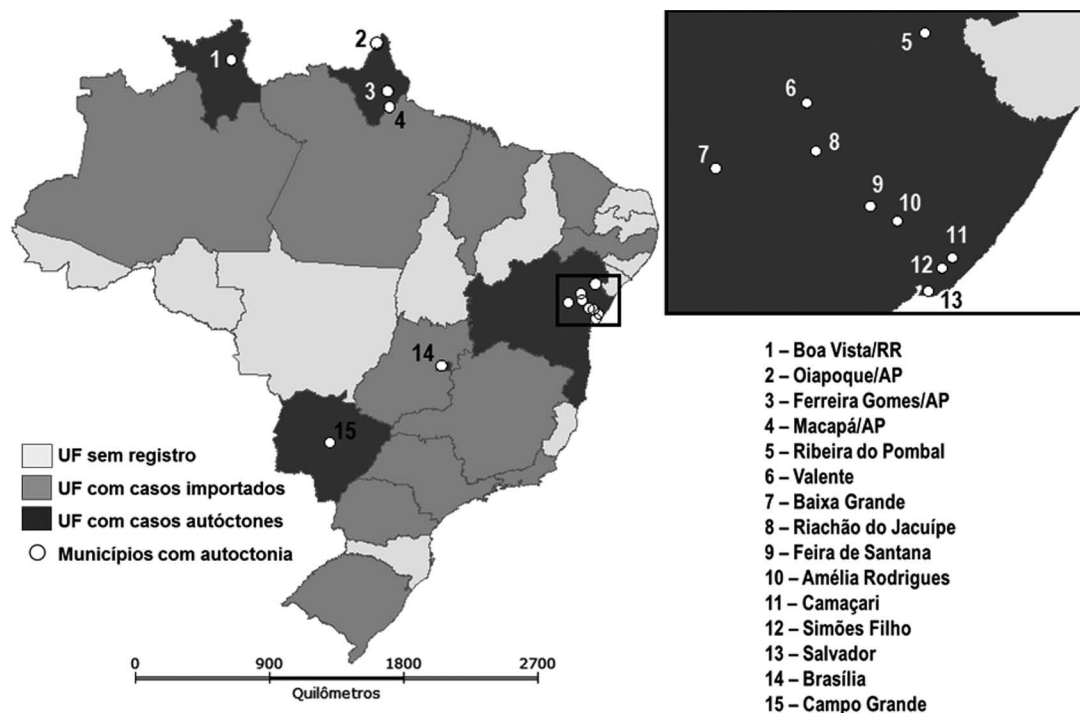 1
2
3
4
14
15
5
6
7
8
9
10
11
12
13
UF sem registro
UF com casos importados
UF com casos autóctones
Municípios com autoctonia
0 900 1800 2700
Quilômetros
1 – Boa Vista/RR
2 – Oiapoque/AP
3 – Ferreira Gomes/AP
4 – Macapá/AP
5 – Ribeira do Pombal
6 – Valente
7 – Baixa Grande
8 – Riachão do Jacuípe
9 – Feira de Santana
10 – Amélia Rodrigues
11 – Camaçari
12 – Simões Filho
13 – Salvador
14 – Brasília
15 – Campo Grande